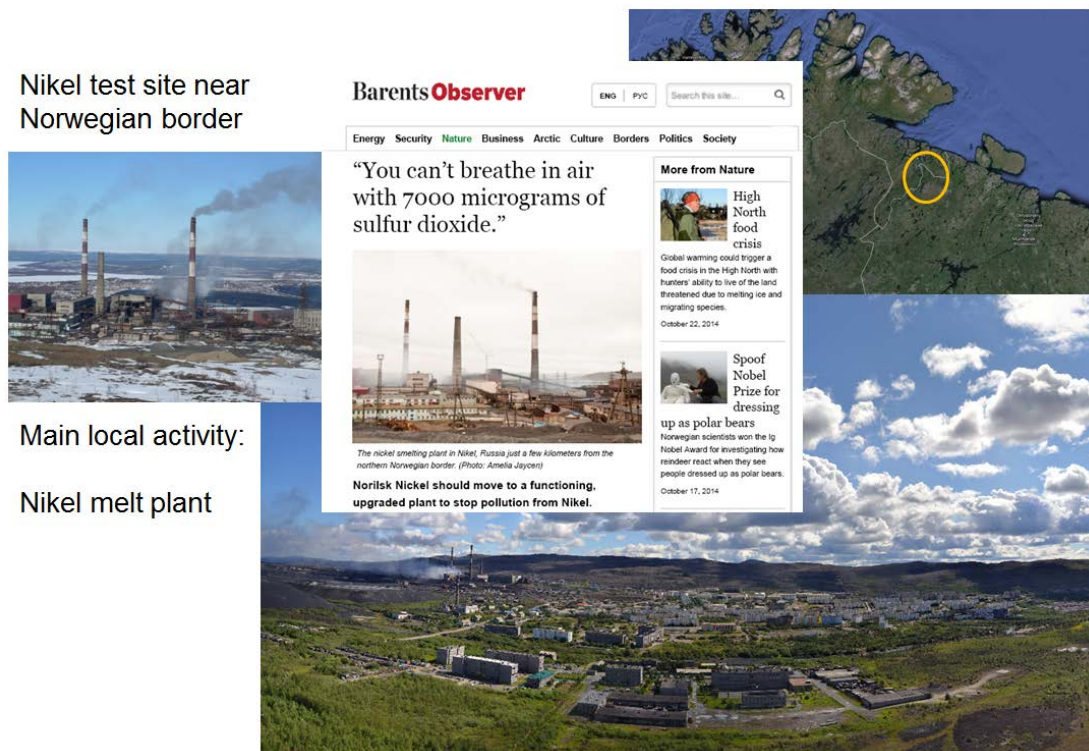 Nikel test site near
Norwegian border
Main local activity:
Nikel melt plant
Barents Observer
ENG | РУС
Search this site...
Energy Security Nature Business Arctic Culture Borders Politics Society
“You can’t breathe in air
with 7000 micrograms of
sulfur dioxide.”
The nickel smelting plant in Nikel, Russia just a few kilometers from the
northern Norwegian border. (Photo: Amelia Jaycen)
Norilsk Nickel should move to a functioning,
upgraded plant to stop pollution from Nikel.
More from Nature
High
North
food
crisis
Global warming could trigger a
food crisis in the High North with
hunters' ability to live of the land
threatened due to melting ice and
migrating species.
October 22, 2014
Spoof
Nobel
Prize for
dressing
up as polar bears
Norwegian scientists won the Ig
Nobel Award for investigating how
reindeer react when they see
people dressed up as polar bears.
October 17, 2014